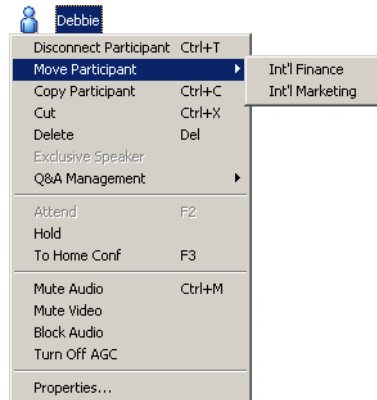 Debbie
Disconnect Participant Ctrl+T
Move Participant
Int'l Finance
Copy Participant Ctrl+C
Int'l Marketing
Cut Ctrl+X
Delete Del
Exclusive Speaker
Q&A Management
Attend F2
Hold
To Home Conf F3
Mute Audio Ctrl+M
Mute Video
Block Audio
Turn Off AGC
Properties...